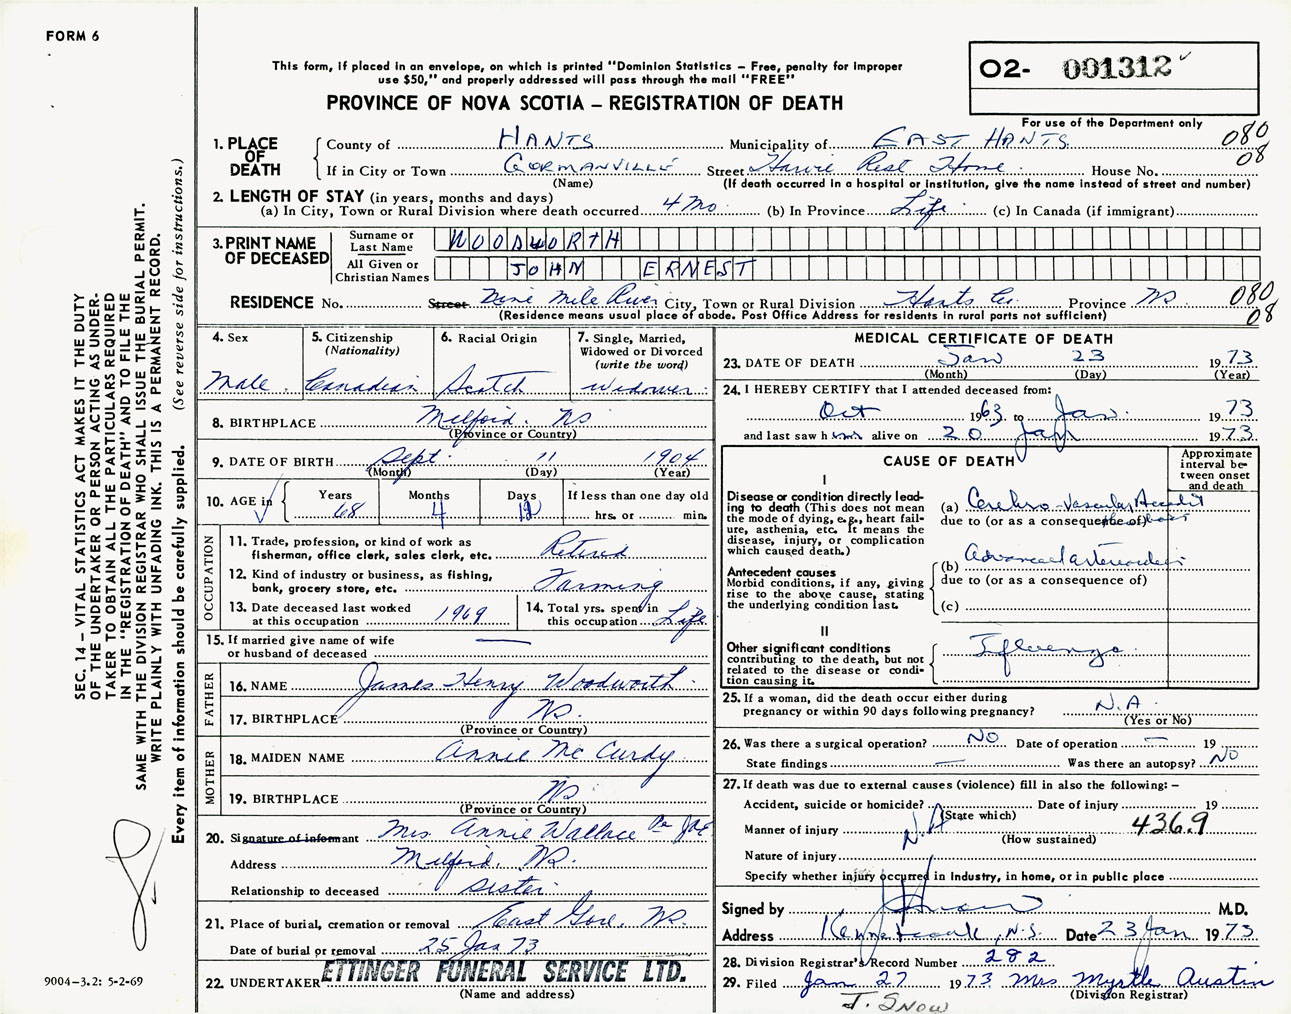 FORM 6
This form, if placed in an envelope, on which is printed "Dominion Statistics – Free, penalty for improper
use $50," and properly addressed will pass through the mail "FREE"
PROVINCE OF NOVA SCOTIA – REGISTRATION OF DEATH
O2- 001312
For use of the Department only
080
08
1. PLACE OF DEATH
County of HANTS Municipality of EAST HANTS
If in City or Town GORMANVILLE Street Harvie Rest Home House No.
(Name) (If death occurred in a hospital or institution, give the name instead of street and number)
2. LENGTH OF STAY (in years, months and days)
(a) In City, Town or Rural Division where death occurred 4 Mo (b) In Province Life (c) In Canada (if immigrant)
3. PRINT NAME OF DECEASED
Surname or Last Name WOODWORTH
All Given or Christian Names JOHN ERNEST
RESIDENCE No. Street Nine Mile River City, Town or Rural Division Hants Co. Province NS
080
08
(Residence means usual place of abode. Post Office Address for residents in rural parts not sufficient)
4. Sex
Male
5. Citizenship
(Nationality)
Canadian
6. Racial Origin
Scotch
7. Single, Married,
Widowed or Divorced
(write the word)
Widower
8. BIRTHPLACE Milford. NS
(Province or Country)
9. DATE OF BIRTH Sept. 11 1904
(Month) (Day) (Year)
10. AGE in
Years Months Days If less than one day old
68 4 12 hrs. or min.
OCCUPATION
11. Trade, profession, or kind of work as
fisherman, office clerk, sales clerk, etc. Retired
12. Kind of industry or business, as fishing,
bank, grocery store, etc. Farming
13. Date deceased last worked
at this occupation 1969
14. Total yrs. spent in
this occupation Life
15. If married give name of wife
or husband of deceased —
FATHER
16. NAME James Henry Woodworth
17. BIRTHPLACE NS.
(Province or Country)
MOTHER
18. MAIDEN NAME Annie McCurdy
19. BIRTHPLACE NS
(Province or Country)
20. Signature of informant Mrs. Annie Wallace Per JAE
Address Milford, NS.
Relationship to deceased sister
21. Place of burial, cremation or removal East Gore, NS.
Date of burial or removal 25 Jan 73
22. UNDERTAKER ETTINGER FUNERAL SERVICE LTD.
(Name and address)
MEDICAL CERTIFICATE OF DEATH
23. DATE OF DEATH Jan 23 1973
(Month) (Day) (Year)
24. I HEREBY CERTIFY that I attended deceased from:
Oct 1963 to Jan. 1973
and last saw h alive on 20 Jan 1973
CAUSE OF DEATH
Approximate
interval be-
tween onset
and death
I
Disease or condition directly lead-
ing to death (This does not mean
the mode of dying, e.g., heart fail-
ure, asthenia, etc. It means the
disease, injury, or complication
which caused death.)
(a) Cerebro-Vascular Accident
due to (or as a consequence of)
Antecedent causes
Morbid conditions, if any, giving
rise to the above cause, stating
the underlying condition last.
(b) Advanced
due to (or as a consequence of)
(c)
II
Other significant conditions
contributing to the death, but not
related to the disease or condi-
tion causing it.
Influenza.
25. If a woman, did the death occur either during
pregnancy or within 90 days following pregnancy? N.A.
(Yes or No)
26. Was there a surgical operation? NO Date of operation — 19
State findings — Was there an autopsy? NO
27. If death was due to external causes (violence) fill in also the following: –
Accident, suicide or homicide? Date of injury 19
(State which)
Manner of injury N.A 436.9
(How sustained)
Nature of injury
Specify whether injury occurred in industry, in home, or in public place
Signed by M.D.
Address Kennetcook, N.S. Date 23 Jan 1973
28. Division Registrar's Record Number 282
29. Filed Jan 27 1973 Mrs Myrtle Austin
(Division Registrar)
J. SNOW
SEC. 14 – VITAL STATISTICS ACT MAKES IT THE DUTY
OF THE UNDERTAKER OR PERSON ACTING AS UNDER-
TAKER TO OBTAIN ALL THE PARTICULARS REQUIRED
IN THE "REGISTRATION OF DEATH" AND TO FILE THE
SAME WITH THE DIVISION REGISTRAR WHO SHALL ISSUE THE BURIAL PERMIT.
WRITE PLAINLY WITH UNFADING INK. THIS IS A PERMANENT RECORD.
Every item of information should be carefully supplied. (See reverse side for instructions.)
9004–3.2: 5-2-69